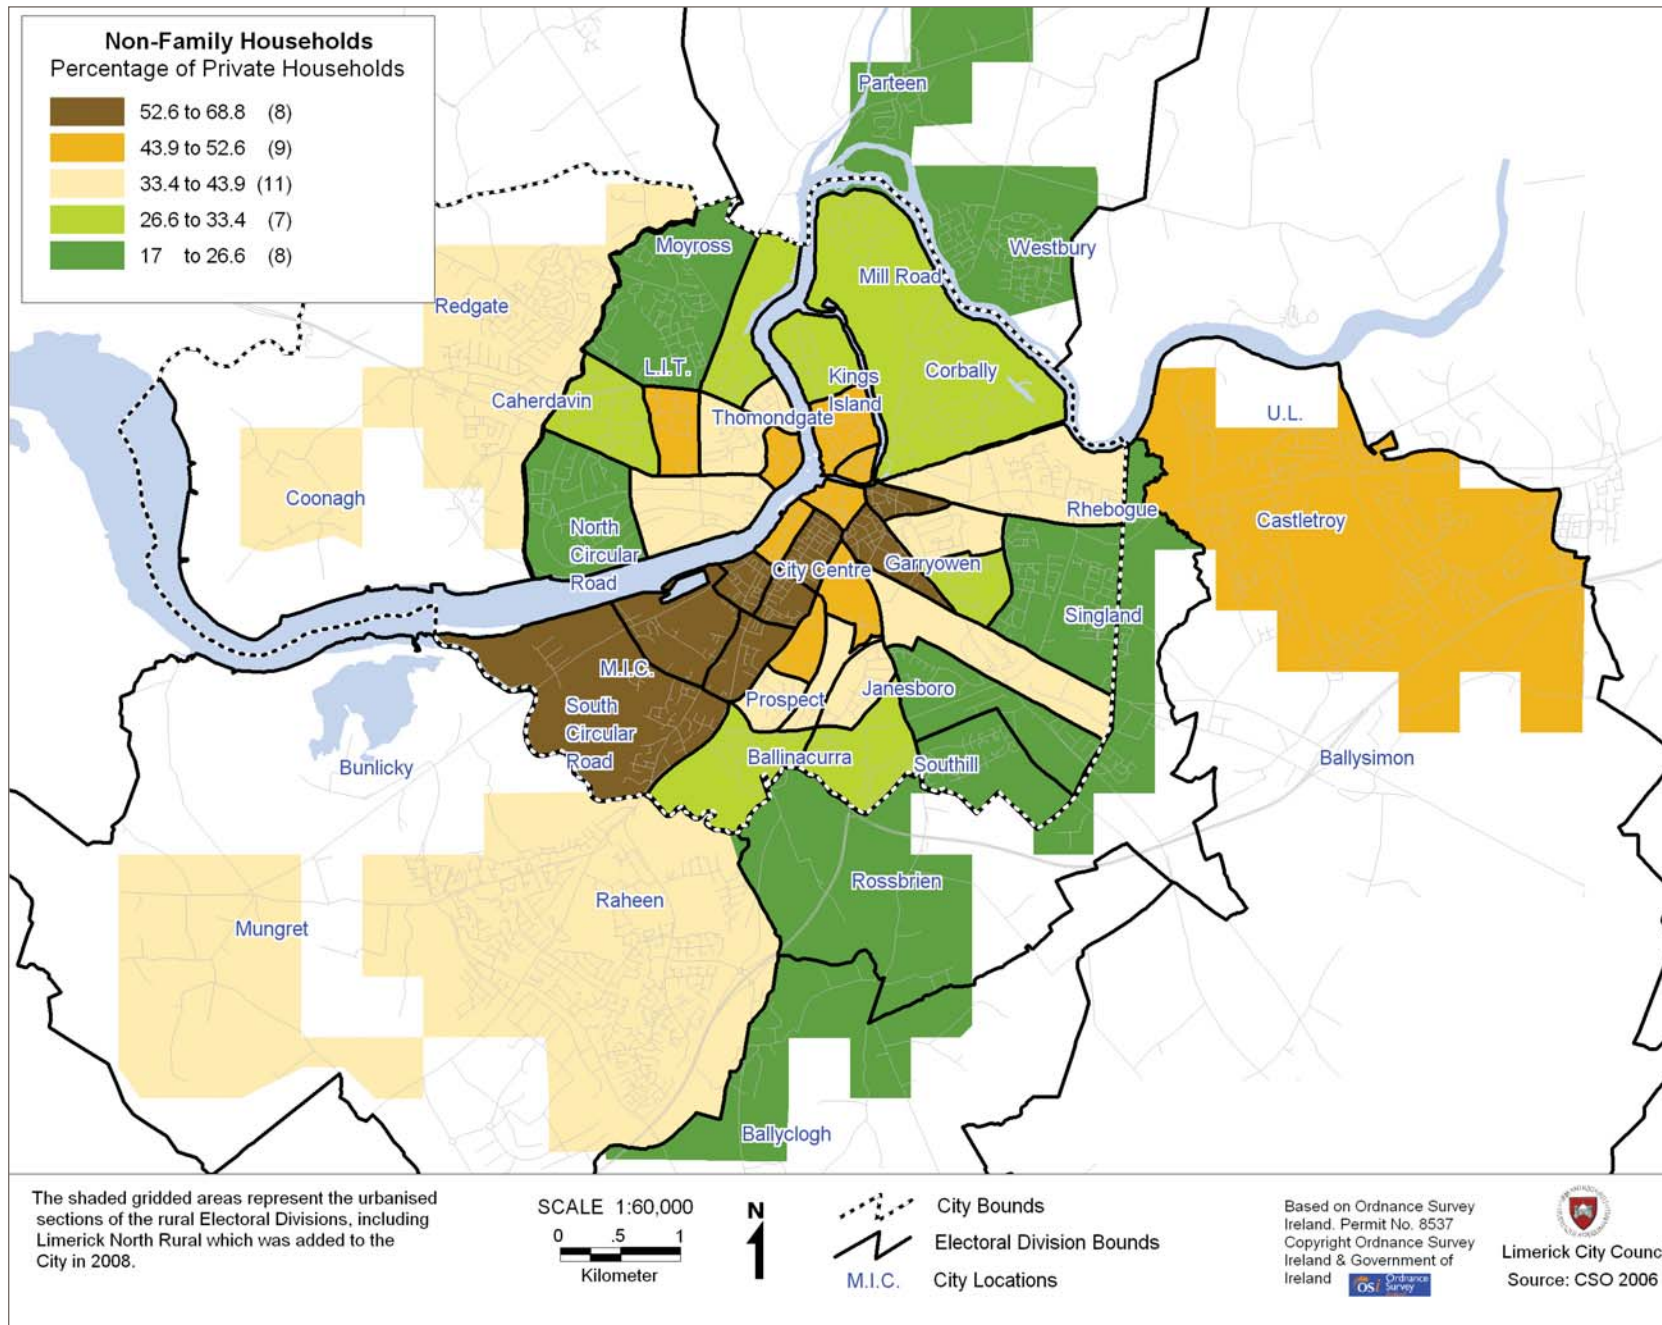 Non-Family Households
Percentage of Private Households
52.6 to 68.8 (8)
43.9 to 52.6 (9)
33.4 to 43.9 (11)
26.6 to 33.4 (7)
17 to 26.6 (8)
Parteen
Moyross
Westbury
Mill Road
Redgate
L.I.T.
Kings
Island
Corbally
Caherdavin
Thomondgate
U.L.
Coonagh
Rhebogue
Castletroy
North
Circular
Road
City Centre
Garryowen
Singland
M.I.C.
Prospect
Janesboro
South
Circular
Road
Bunlicky
Ballinacurra
Southill
Ballysimon
Rossbrien
Raheen
Mungret
Ballyclogh
The shaded gridded areas represent the urbanised
sections of the rural Electoral Divisions, including
Limerick North Rural which was added to the
City in 2008.
SCALE 1:60,000
0 .5 1
Kilometer
N
City Bounds
Electoral Division Bounds
M.I.C. City Locations
Based on Ordnance Survey
Ireland. Permit No. 8537
Copyright Ordnance Survey
Ireland & Government of
Ireland
OSi Ordnance
Survey
Limerick City Counc
Source: CSO 2006